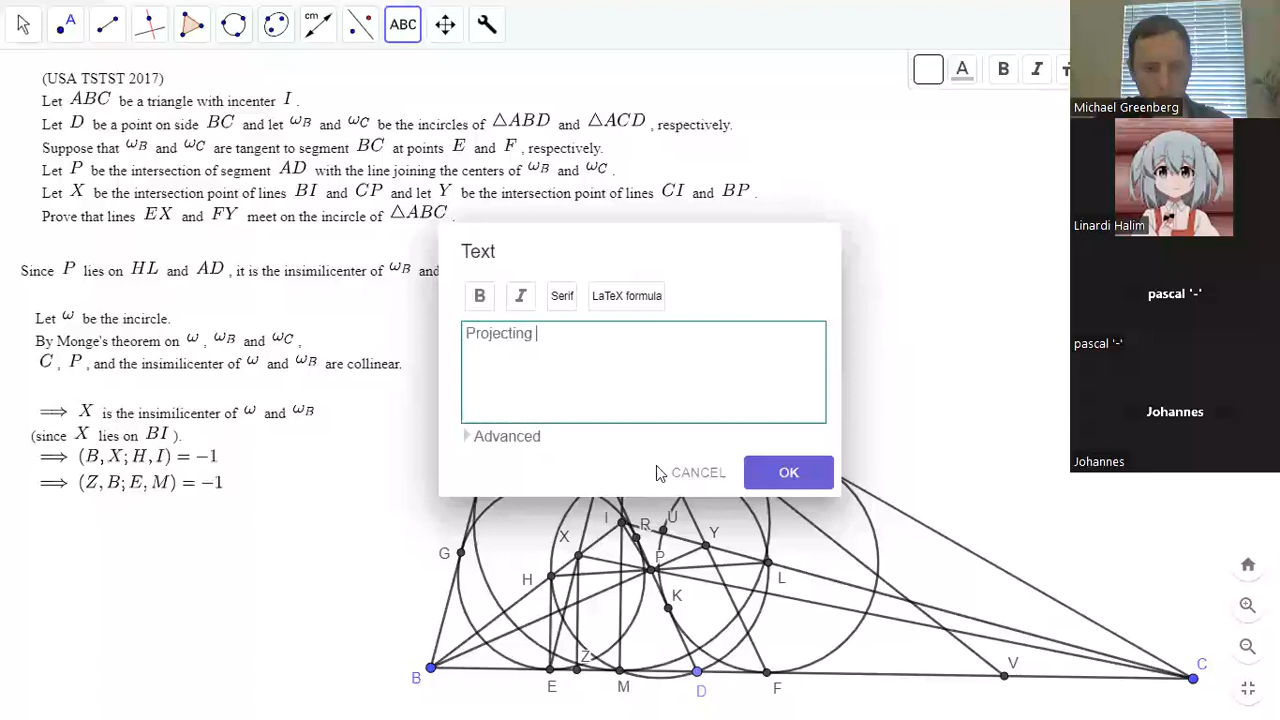 cm
ABC
A
B
I
(USA TSTST 2017)
Let ABC be a triangle with incenter I .
Let D be a point on side BC and let ω_B and ω_C be the incircles of △ABD and △ACD , respectively.
Suppose that ω_B and ω_C are tangent to segment BC at points E and F , respectively.
Let P be the intersection of segment AD with the line joining the centers of ω_B and ω_C .
Let X be the intersection point of lines BI and CP and let Y be the intersection point of lines CI and BP .
Prove that lines EX and FY meet on the incircle of △ABC .
Since P lies on HL and AD , it is the insimilicenter of ω_B and
Let ω be the incircle.
By Monge's theorem on ω , ω_B and ω_C ,
C , P , and the insimilicenter of ω and ω_B are collinear.
⟹ X is the insimilicenter of ω and ω_B
(since X lies on BI ).
⟹ (B, X; H, I) = −1
⟹ (Z, B; E, M) = −1
Text
B
I
Serif
LaTeX formula
Projecting
Advanced
CANCEL
OK
Michael Greenberg
Linardi Halim
pascal '-'
pascal '-'
Johannes
Johannes
I
R
U
X
Y
G
P
H
L
K
Z
B
E
M
D
F
V
C